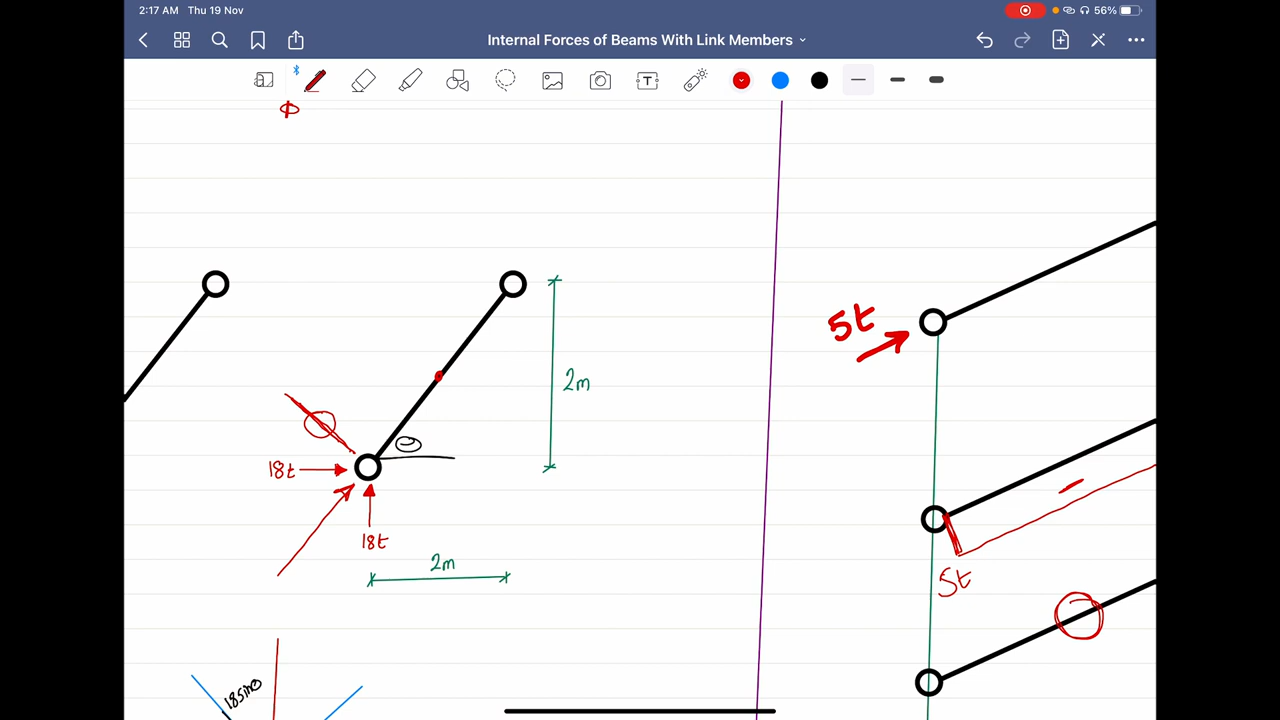 2:17 AM Thu 19 Nov
56%
Internal Forces of Beams With Link Members
T
5t
2m
18t
18t
2m
5t
18sinθ